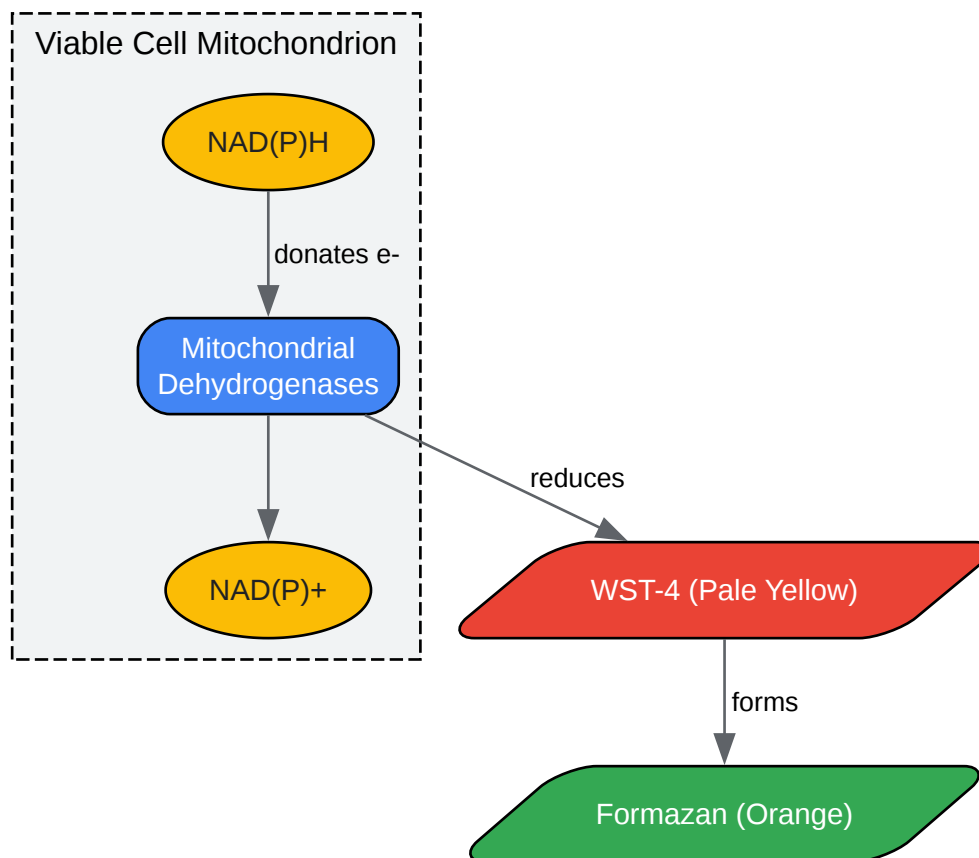 Viable Cell Mitochondrion
NAD(P)H
donates e-
Mitochondrial
Dehydrogenases
reduces
NAD(P)+
WST-4 (Pale Yellow)
forms
Formazan (Orange)